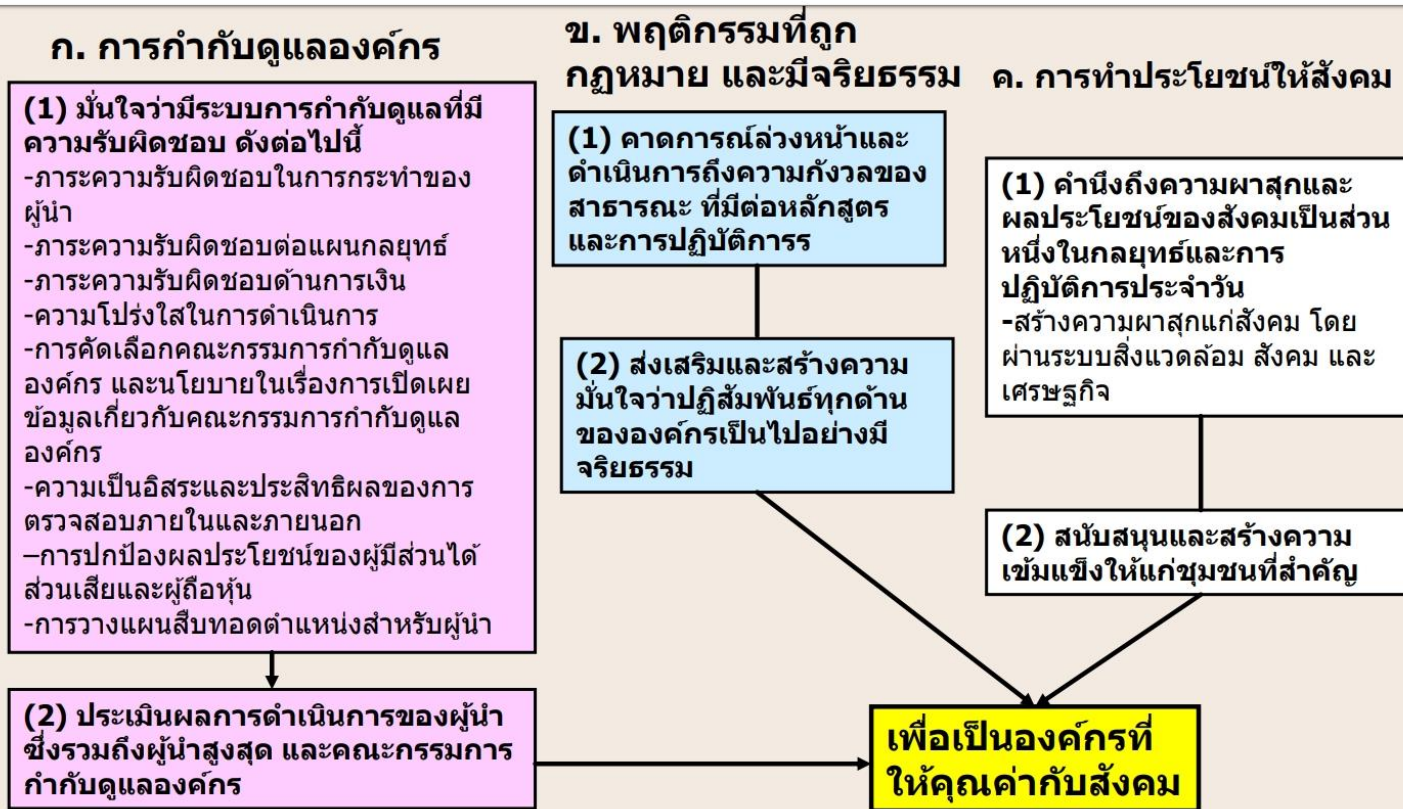 ก. การกำกับดูแลองค์กร
(1) มั่นใจว่ามีระบบการกำกับดูแลที่มี
ความรับผิดชอบ ดังต่อไปนี้
-ภาระความรับผิดชอบในการกระทำของ
ผู้นำ
-ภาระความรับผิดชอบต่อแผนกลยุทธ์
-ภาระความรับผิดชอบด้านการเงิน
-ความโปร่งใสในการดำเนินการ
-การคัดเลือกคณะกรรมการกำกับดูแล
องค์กร และนโยบายในเรื่องการเปิดเผย
ข้อมูลเกี่ยวกับคณะกรรมการกำกับดูแล
องค์กร
-ความเป็นอิสระและประสิทธิผลของการ
ตรวจสอบภายในและภายนอก
–การปกป้องผลประโยชน์ของผู้มีส่วนได้
ส่วนเสียและผู้ถือหุ้น
-การวางแผนสืบทอดตำแหน่งสำหรับผู้นำ
(2) ประเมินผลการดำเนินการของผู้นำ
ซึ่งรวมถึงผู้นำสูงสุด และคณะกรรมการ
กำกับดูแลองค์กร
ข. พฤติกรรมที่ถูก
กฎหมาย และมีจริยธรรม
(1) คาดการณ์ล่วงหน้าและ
ดำเนินการถึงความกังวลของ
สาธารณะ ที่มีต่อหลักสูตร
และการปฏิบัติการร
(2) ส่งเสริมและสร้างความ
มั่นใจว่าปฏิสัมพันธ์ทุกด้าน
ขององค์กรเป็นไปอย่างมี
จริยธรรม
ค. การทำประโยชน์ให้สังคม
(1) คำนึงถึงความผาสุกและ
ผลประโยชน์ของสังคมเป็นส่วน
หนึ่งในกลยุทธ์และการ
ปฏิบัติการประจำวัน
-สร้างความผาสุกแก่สังคม โดย
ผ่านระบบสิ่งแวดล้อม สังคม และ
เศรษฐกิจ
(2) สนับสนุนและสร้างความ
เข้มแข็งให้แก่ชุมชนที่สำคัญ
เพื่อเป็นองค์กรที่
ให้คุณค่ากับสังคม